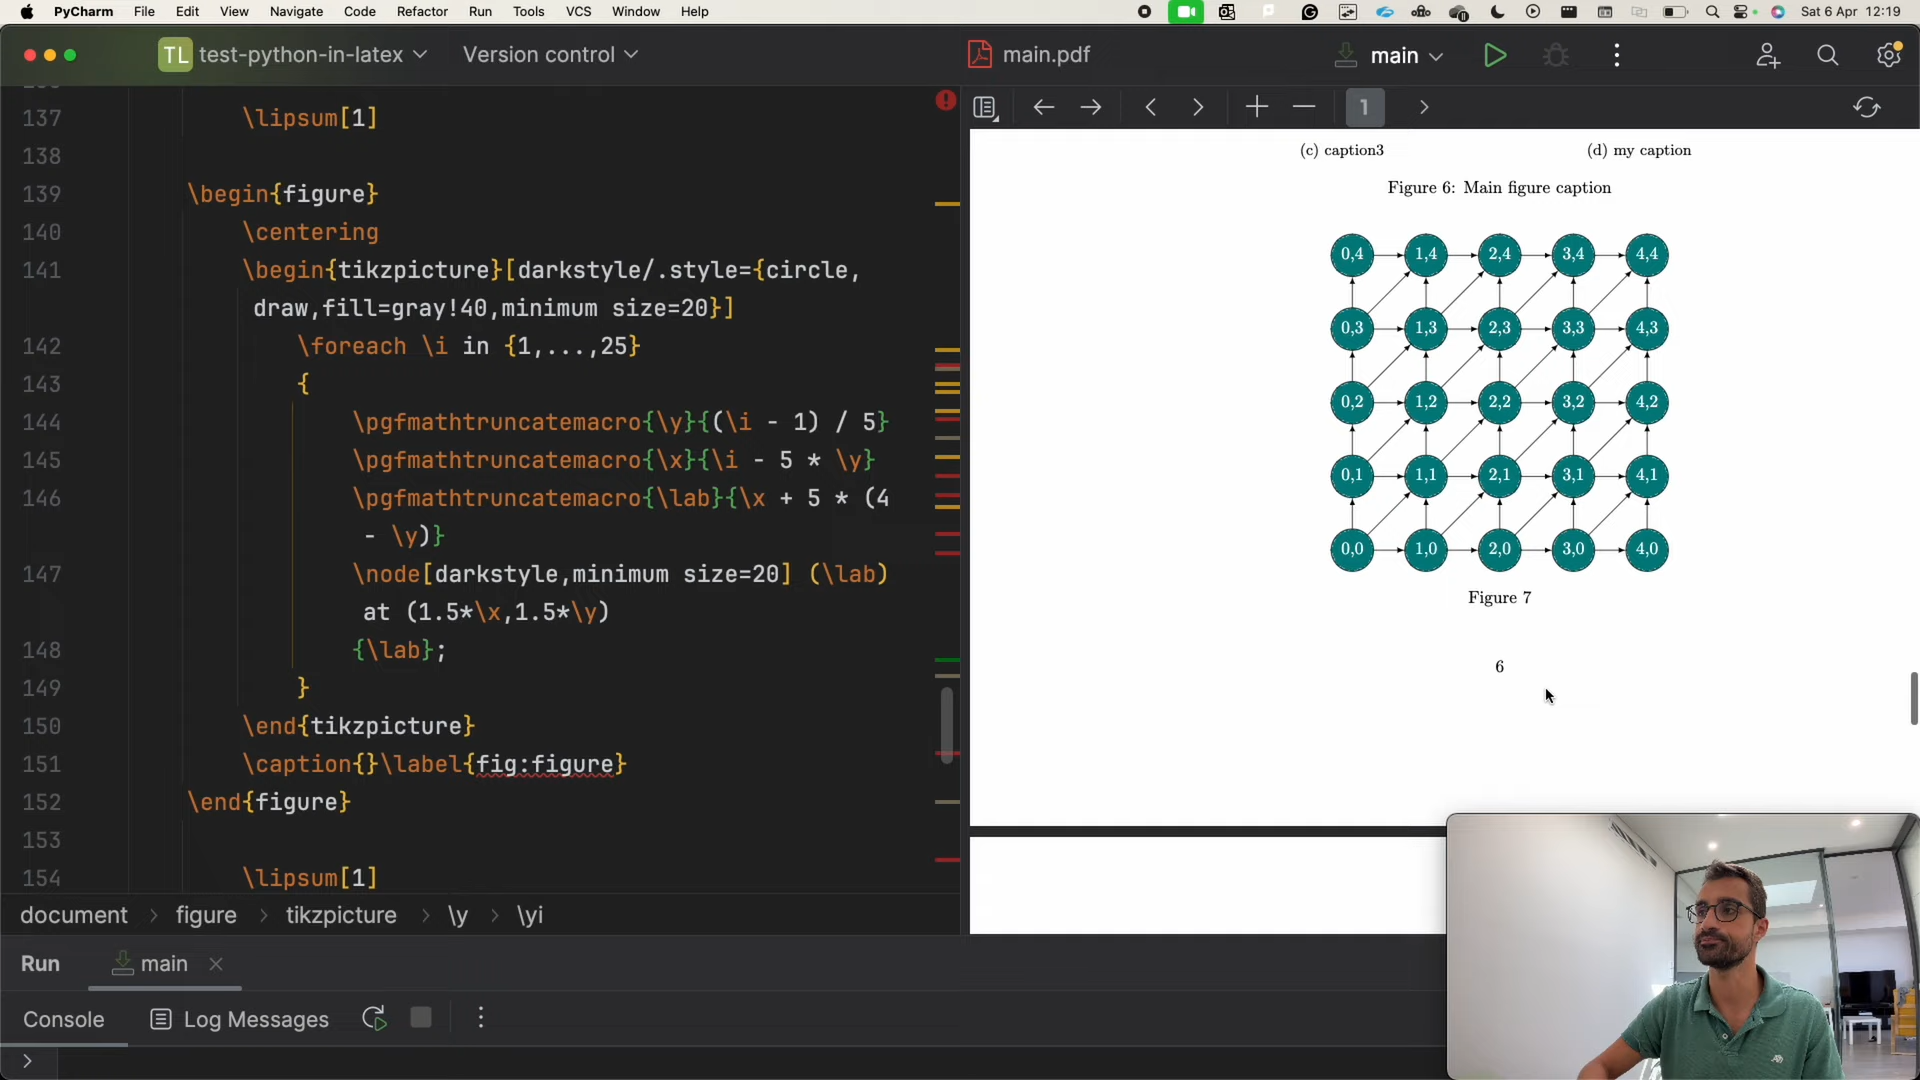 PyCharm File Edit View Navigate Code Refactor Run Tools VCS Window Help Sat 6 Apr 12:19
TL test-python-in-latex Version control main.pdf main
1
137 \lipsum[1]
138
139 \begin{figure}
140 \centering
141 \begin{tikzpicture}[darkstyle/.style={circle,
draw,fill=gray!40,minimum size=20}]
142 \foreach \i in {1,...,25}
143 {
144 \pgfmathtruncatemacro{\y}{(\i - 1) / 5}
145 \pgfmathtruncatemacro{\x}{\i - 5 * \y}
146 \pgfmathtruncatemacro{\lab}{\x + 5 * (4
- \y)}
147 \node[darkstyle,minimum size=20] (\lab)
at (1.5*\x,1.5*\y)
148 {\lab};
149 }
150 \end{tikzpicture}
151 \caption{}\label{fig:figure}
152 \end{figure}
153
154 \lipsum[1]
document > figure > tikzpicture > \y > \yi
(c) caption3 (d) my caption
Figure 6: Main figure caption
0,4 1,4 2,4 3,4 4,4
0,3 1,3 2,3 3,3 4,3
0,2 1,2 2,2 3,2 4,2
0,1 1,1 2,1 3,1 4,1
0,0 1,0 2,0 3,0 4,0
Figure 7
6
Run main
Console Log Messages
>